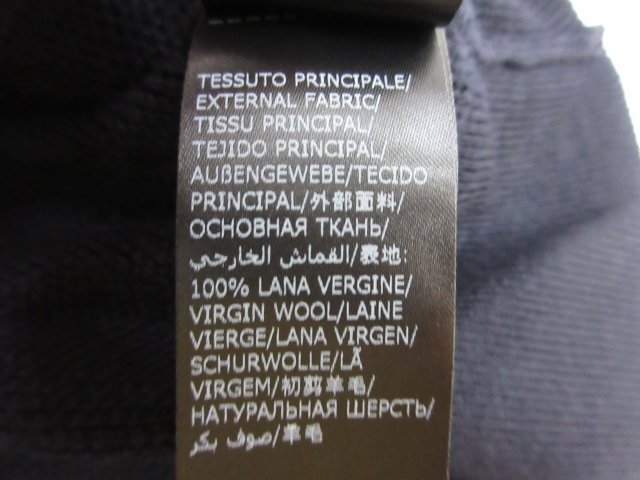 TESSUTO PRINCIPALE/
EXTERNAL FABRIC/
TISSU PRINCIPAL/
TEJIDO PRINCIPAL/
AUßENGEWEBE/TECIDO
PRINCIPAL/外部面料/
ОСНОВНАЯ ТКАНЬ/
القماش الخارجي/表地:
100% LANA VERGINE/
VIRGIN WOOL/LAINE
VIERGE/LANA VIRGEN/
SCHURWOLLE/LÃ
VIRGEM/初剪羊毛/
НАТУРАЛЬНАЯ ШЕРСТЬ/
صوف بكر/羊毛